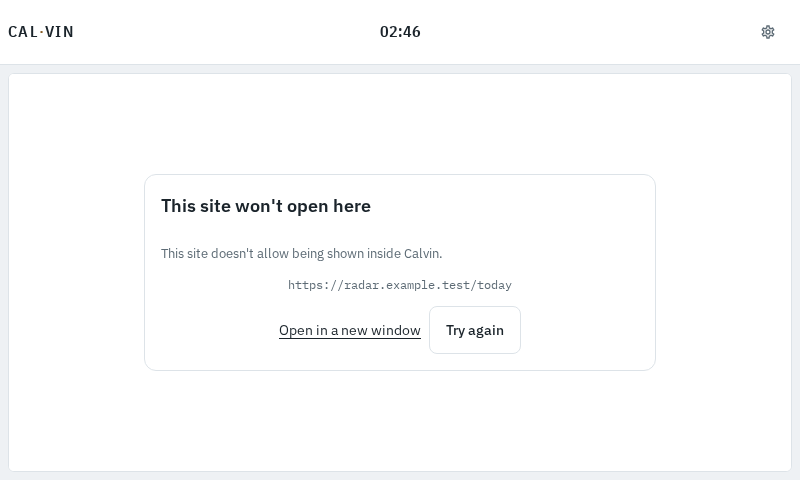 CAL·VIN
02:46
This site won't open here
This site doesn't allow being shown inside Calvin.
https://radar.example.test/today
Open in a new window
Try again